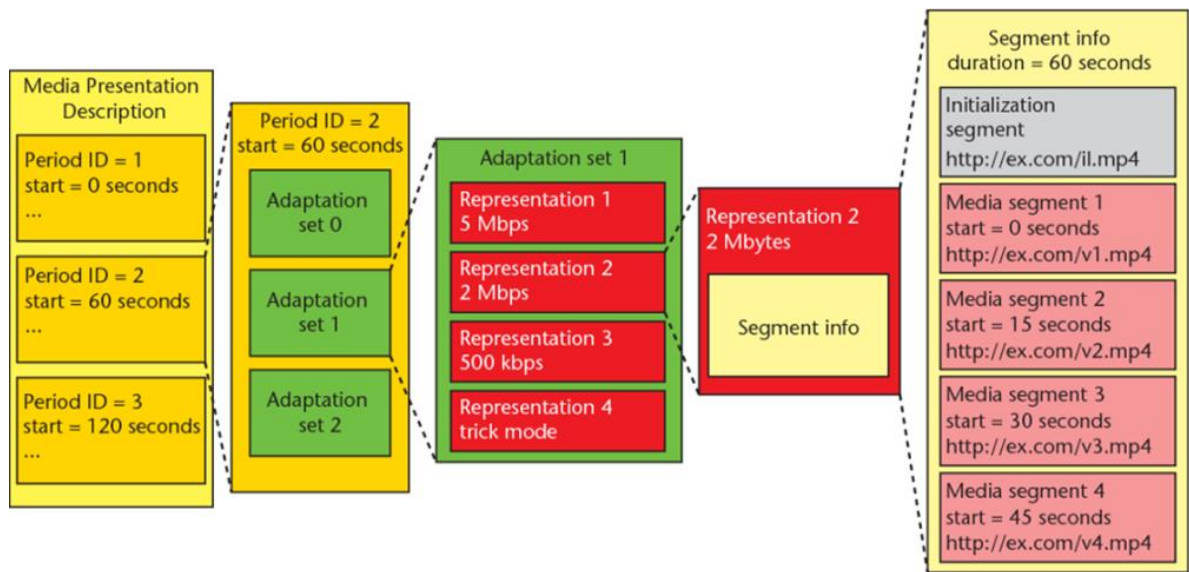 Media Presentation
Description
Period ID = 1
start = 0 seconds
...
Period ID = 2
start = 60 seconds
...
Period ID = 3
start = 120 seconds
...
Period ID = 2
start = 60 seconds
Adaptation
set 0
Adaptation
set 1
Adaptation
set 2
Adaptation set 1
Representation 1
5 Mbps
Representation 2
2 Mbps
Representation 3
500 kbps
Representation 4
trick mode
Representation 2
2 Mbytes
Segment info
Segment info
duration = 60 seconds
Initialization
segment
http://ex.com/il.mp4
Media segment 1
start = 0 seconds
http://ex.com/v1.mp4
Media segment 2
start = 15 seconds
http://ex.com/v2.mp4
Media segment 3
start = 30 seconds
http://ex.com/v3.mp4
Media segment 4
start = 45 seconds
http://ex.com/v4.mp4